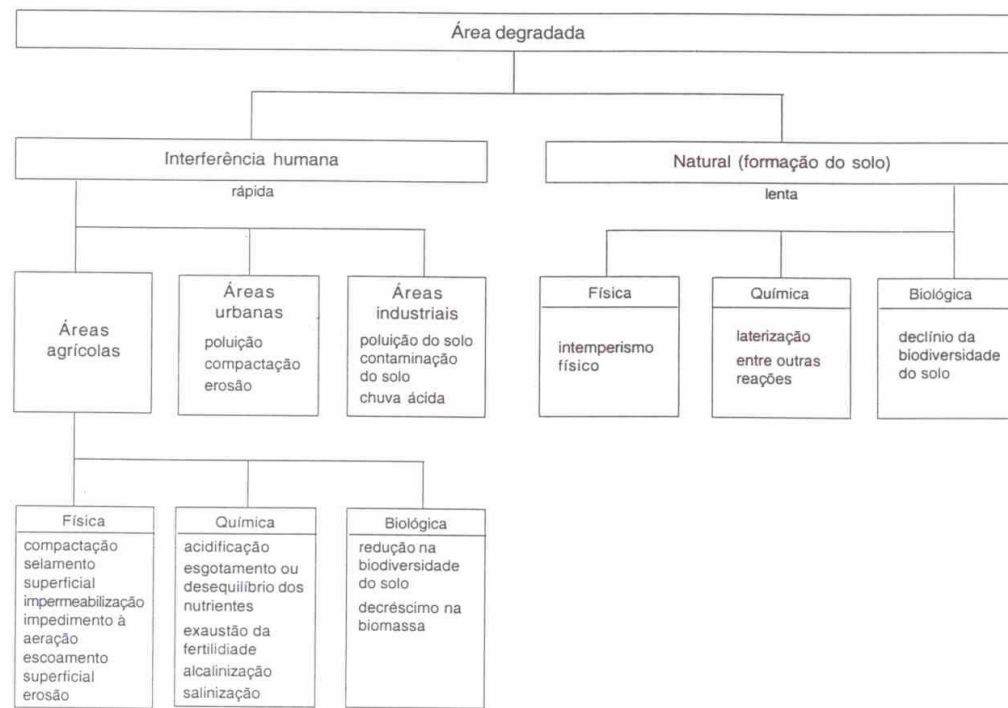 Área degradada
Interferência humana
rápida
Natural (formação do solo)
lenta
Áreas
agrícolas
Áreas
urbanas
poluição
compactação
erosão
Áreas
industriais
poluição do solo
contaminação
do solo
chuva ácida
Física
intemperismo
físico
Química
laterização
entre outras
reações
Biológica
declínio da
biodiversidade
do solo
Física
compactação
selamento
superficial
impermeabilização
impedimento à
aeração
escoamento
superficial
erosão
Química
acidificação
esgotamento ou
desequilíbrio dos
nutrientes
exaustão da
fertilidiade
alcalinização
salinização
Biológica
redução na
biodiversidade
do solo
decréscimo na
biomassa